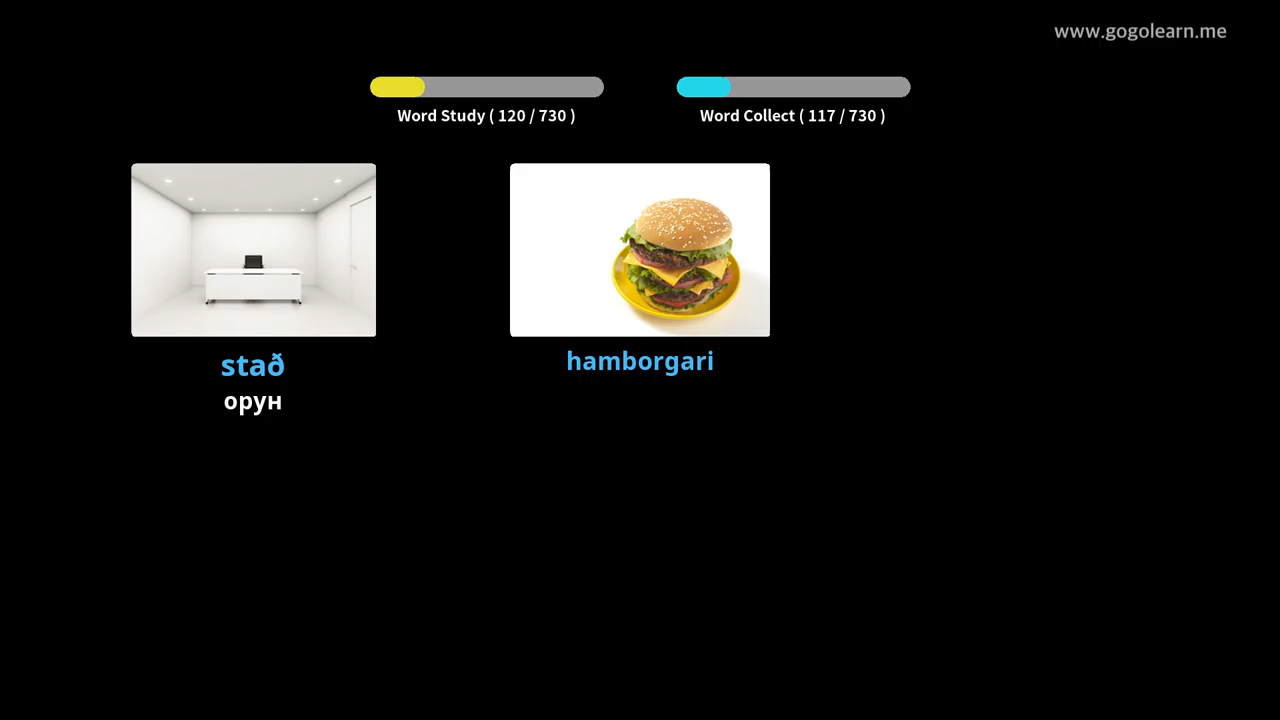 www.gogolearn.me
Word Study ( 120 / 730 )
Word Collect ( 117 / 730 )
stað
орун
hamborgari